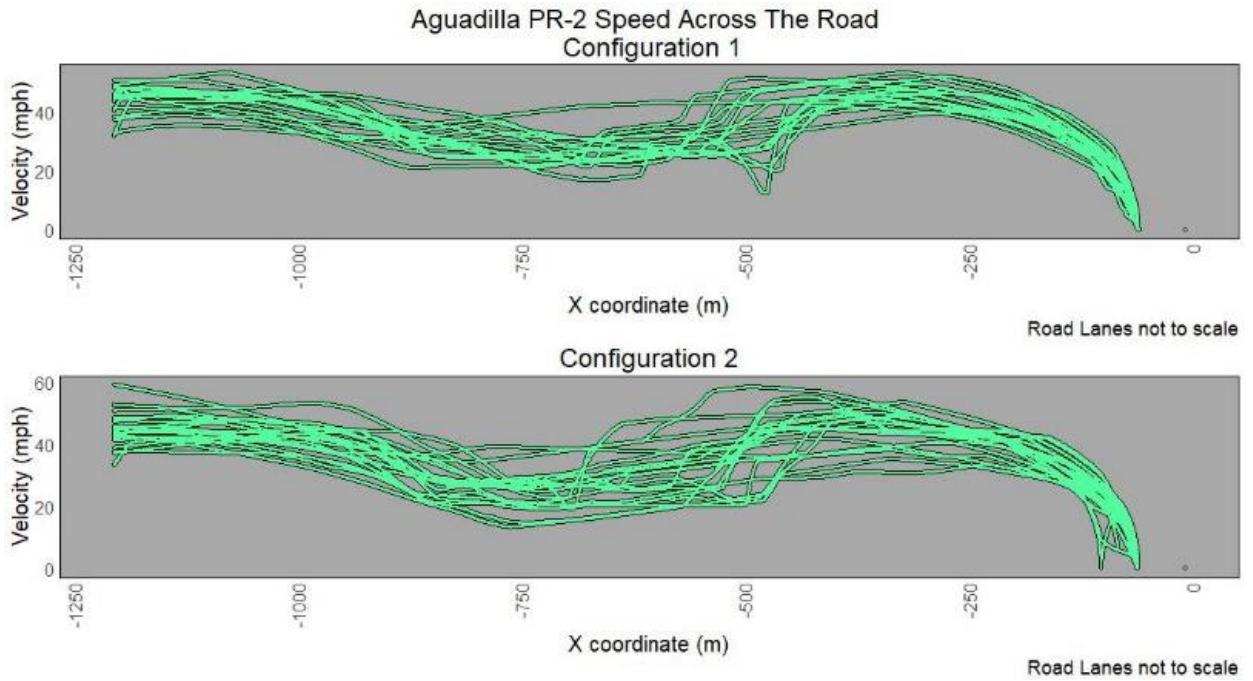 Aguadilla PR-2 Speed Across The Road
Configuration 1
Velocity (mph)
40
20
0
-1250
-1000
-750
-500
-250
0
X coordinate (m)
Road Lanes not to scale
Configuration 2
Velocity (mph)
60
40
20
0
-1250
-1000
-750
-500
-250
0
X coordinate (m)
Road Lanes not to scale